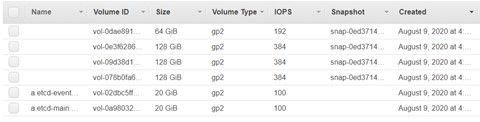 Name Volume ID Size Volume Type IOPS Snapshot Created
vol-0dae891... 64 GiB gp2 192 snap-0ed3714... August 9, 2020 at 4:...
vol-0e3f6286... 128 GiB gp2 384 snap-0ed3714... August 9, 2020 at 4:...
vol-09d38d1... 128 GiB gp2 384 snap-0ed3714... August 9, 2020 at 4:...
vol-078b0fa6... 128 GiB gp2 384 snap-0ed3714... August 9, 2020 at 4:...
a.etcd-event... vol-02dbc5ff... 20 GiB gp2 100 August 9, 2020 at 4:...
a.etcd-main... vol-0a98032... 20 GiB gp2 100 August 9, 2020 at 4:...